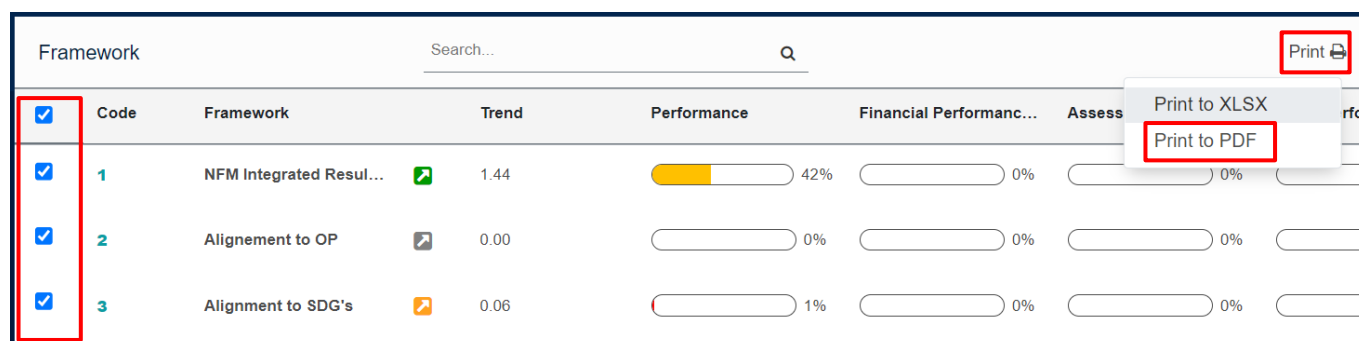 Framework Search... Print
Print to XLSX
Print to PDF
Code Framework Trend Performance Financial Performanc... Assess
1 NFM Integrated Resul... 1.44 42% 0% 0%
2 Alignement to OP 0.00 0% 0% 0%
3 Alignment to SDG's 0.06 1% 0% 0%